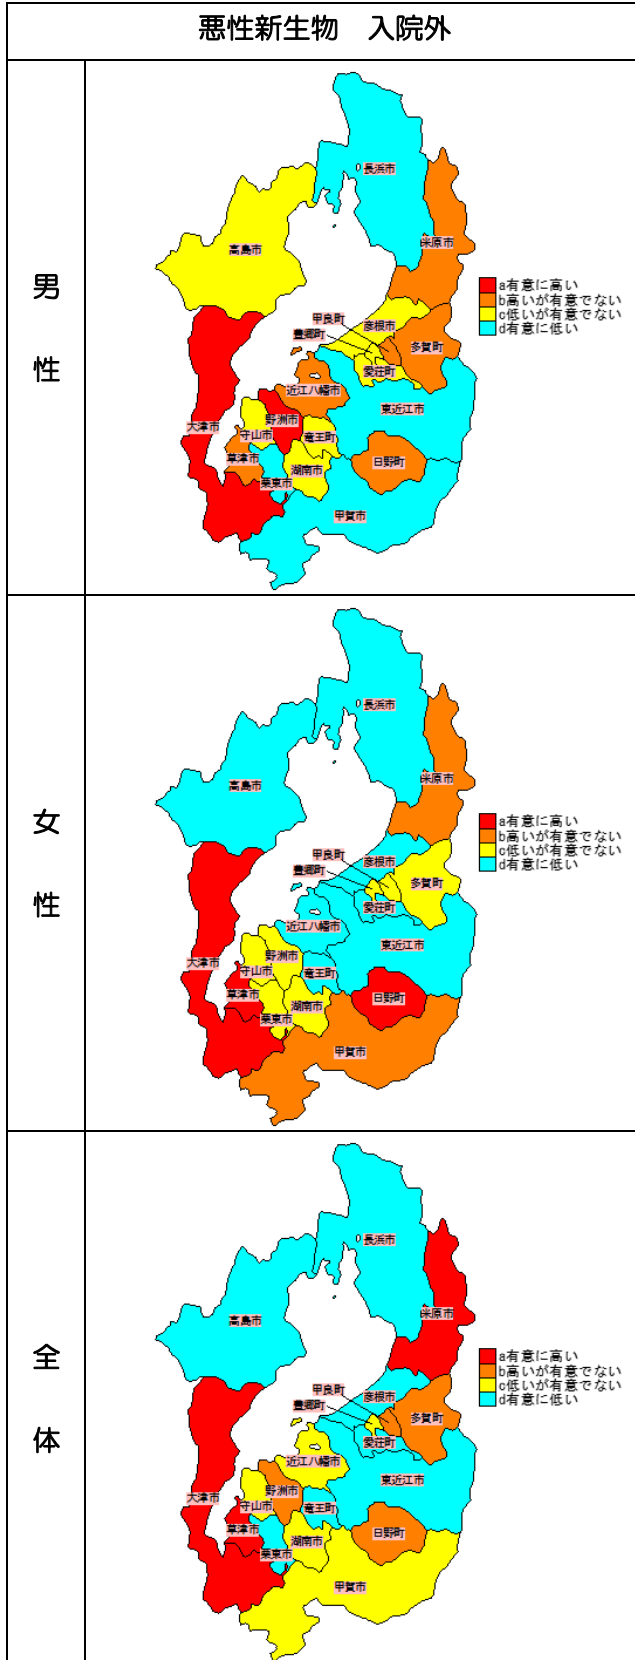 悪性新生物　入院外
男性
長浜市
米原市
高島市
a有意に高い
b高いが有意でない
c低いが有意でない
d有意に低い
甲良町
彦根市
豊郷町
多賀町
愛荘町
近江八幡市
東近江市
野洲市
大津市
守山市
竜王町
草津市
日野町
湖南市
栗東市
甲賀市
女性
長浜市
米原市
高島市
a有意に高い
b高いが有意でない
c低いが有意でない
d有意に低い
甲良町
彦根市
豊郷町
多賀町
愛荘町
近江八幡市
東近江市
野洲市
大津市
守山市
竜王町
草津市
日野町
湖南市
栗東市
甲賀市
全体
長浜市
米原市
高島市
a有意に高い
b高いが有意でない
c低いが有意でない
d有意に低い
甲良町
彦根市
豊郷町
多賀町
愛荘町
近江八幡市
東近江市
野洲市
大津市
守山市
竜王町
草津市
日野町
湖南市
栗東市
甲賀市